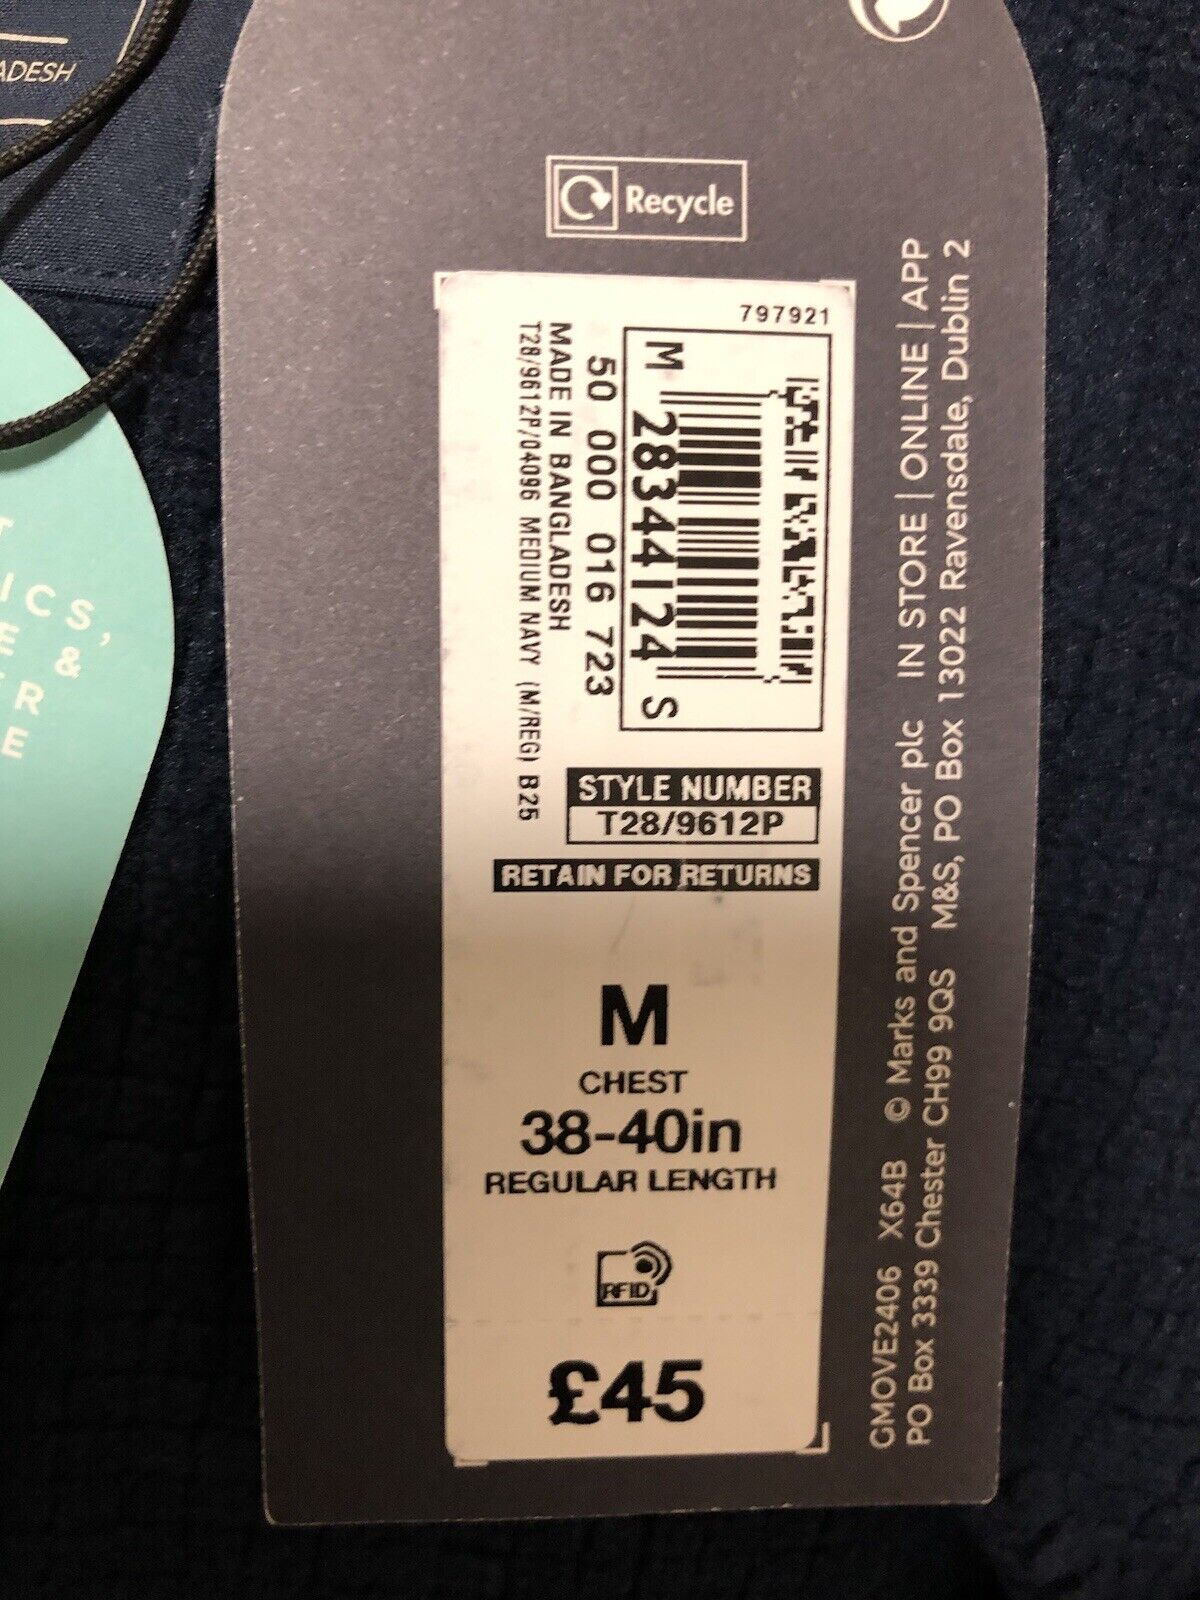 ADESH
Recycle
797921
M 28344124 S
50 000 016 723
MADE IN BANGLADESH
T28/9612P/04096 MEDIUM NAVY (M/REG) B25
STYLE NUMBER
T28/9612P
RETAIN FOR RETURNS
M
CHEST
38-40in
REGULAR LENGTH
RFID
£45
GMOVE2406 X64B © Marks and Spencer plc IN STORE | ONLINE | APP
PO Box 3339 Chester CH99 9QS M&S, PO Box 13022 Ravensdale, Dublin 2
T
ICS,
E &
ER
E